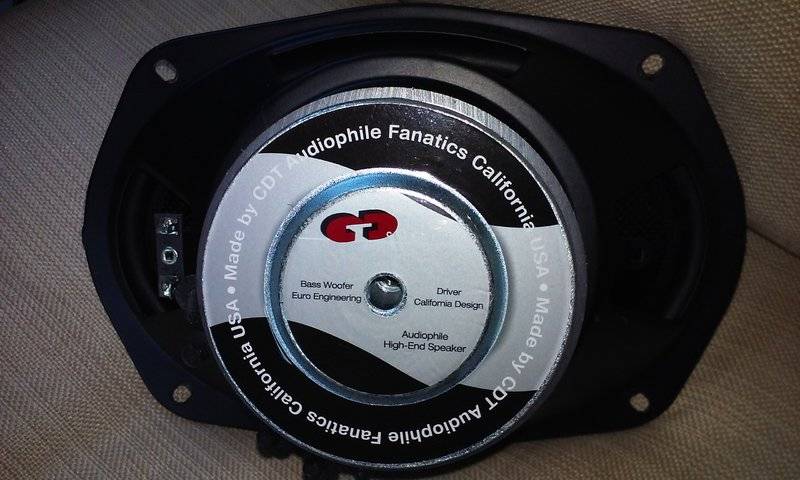 Made by CDT Audiophile Fanatics California USA • Made by CDT Audiophile Fanatics California USA •
CDT
Bass Woofer
Euro Engineering
Driver
California Design
Audiophile
High-End Speaker